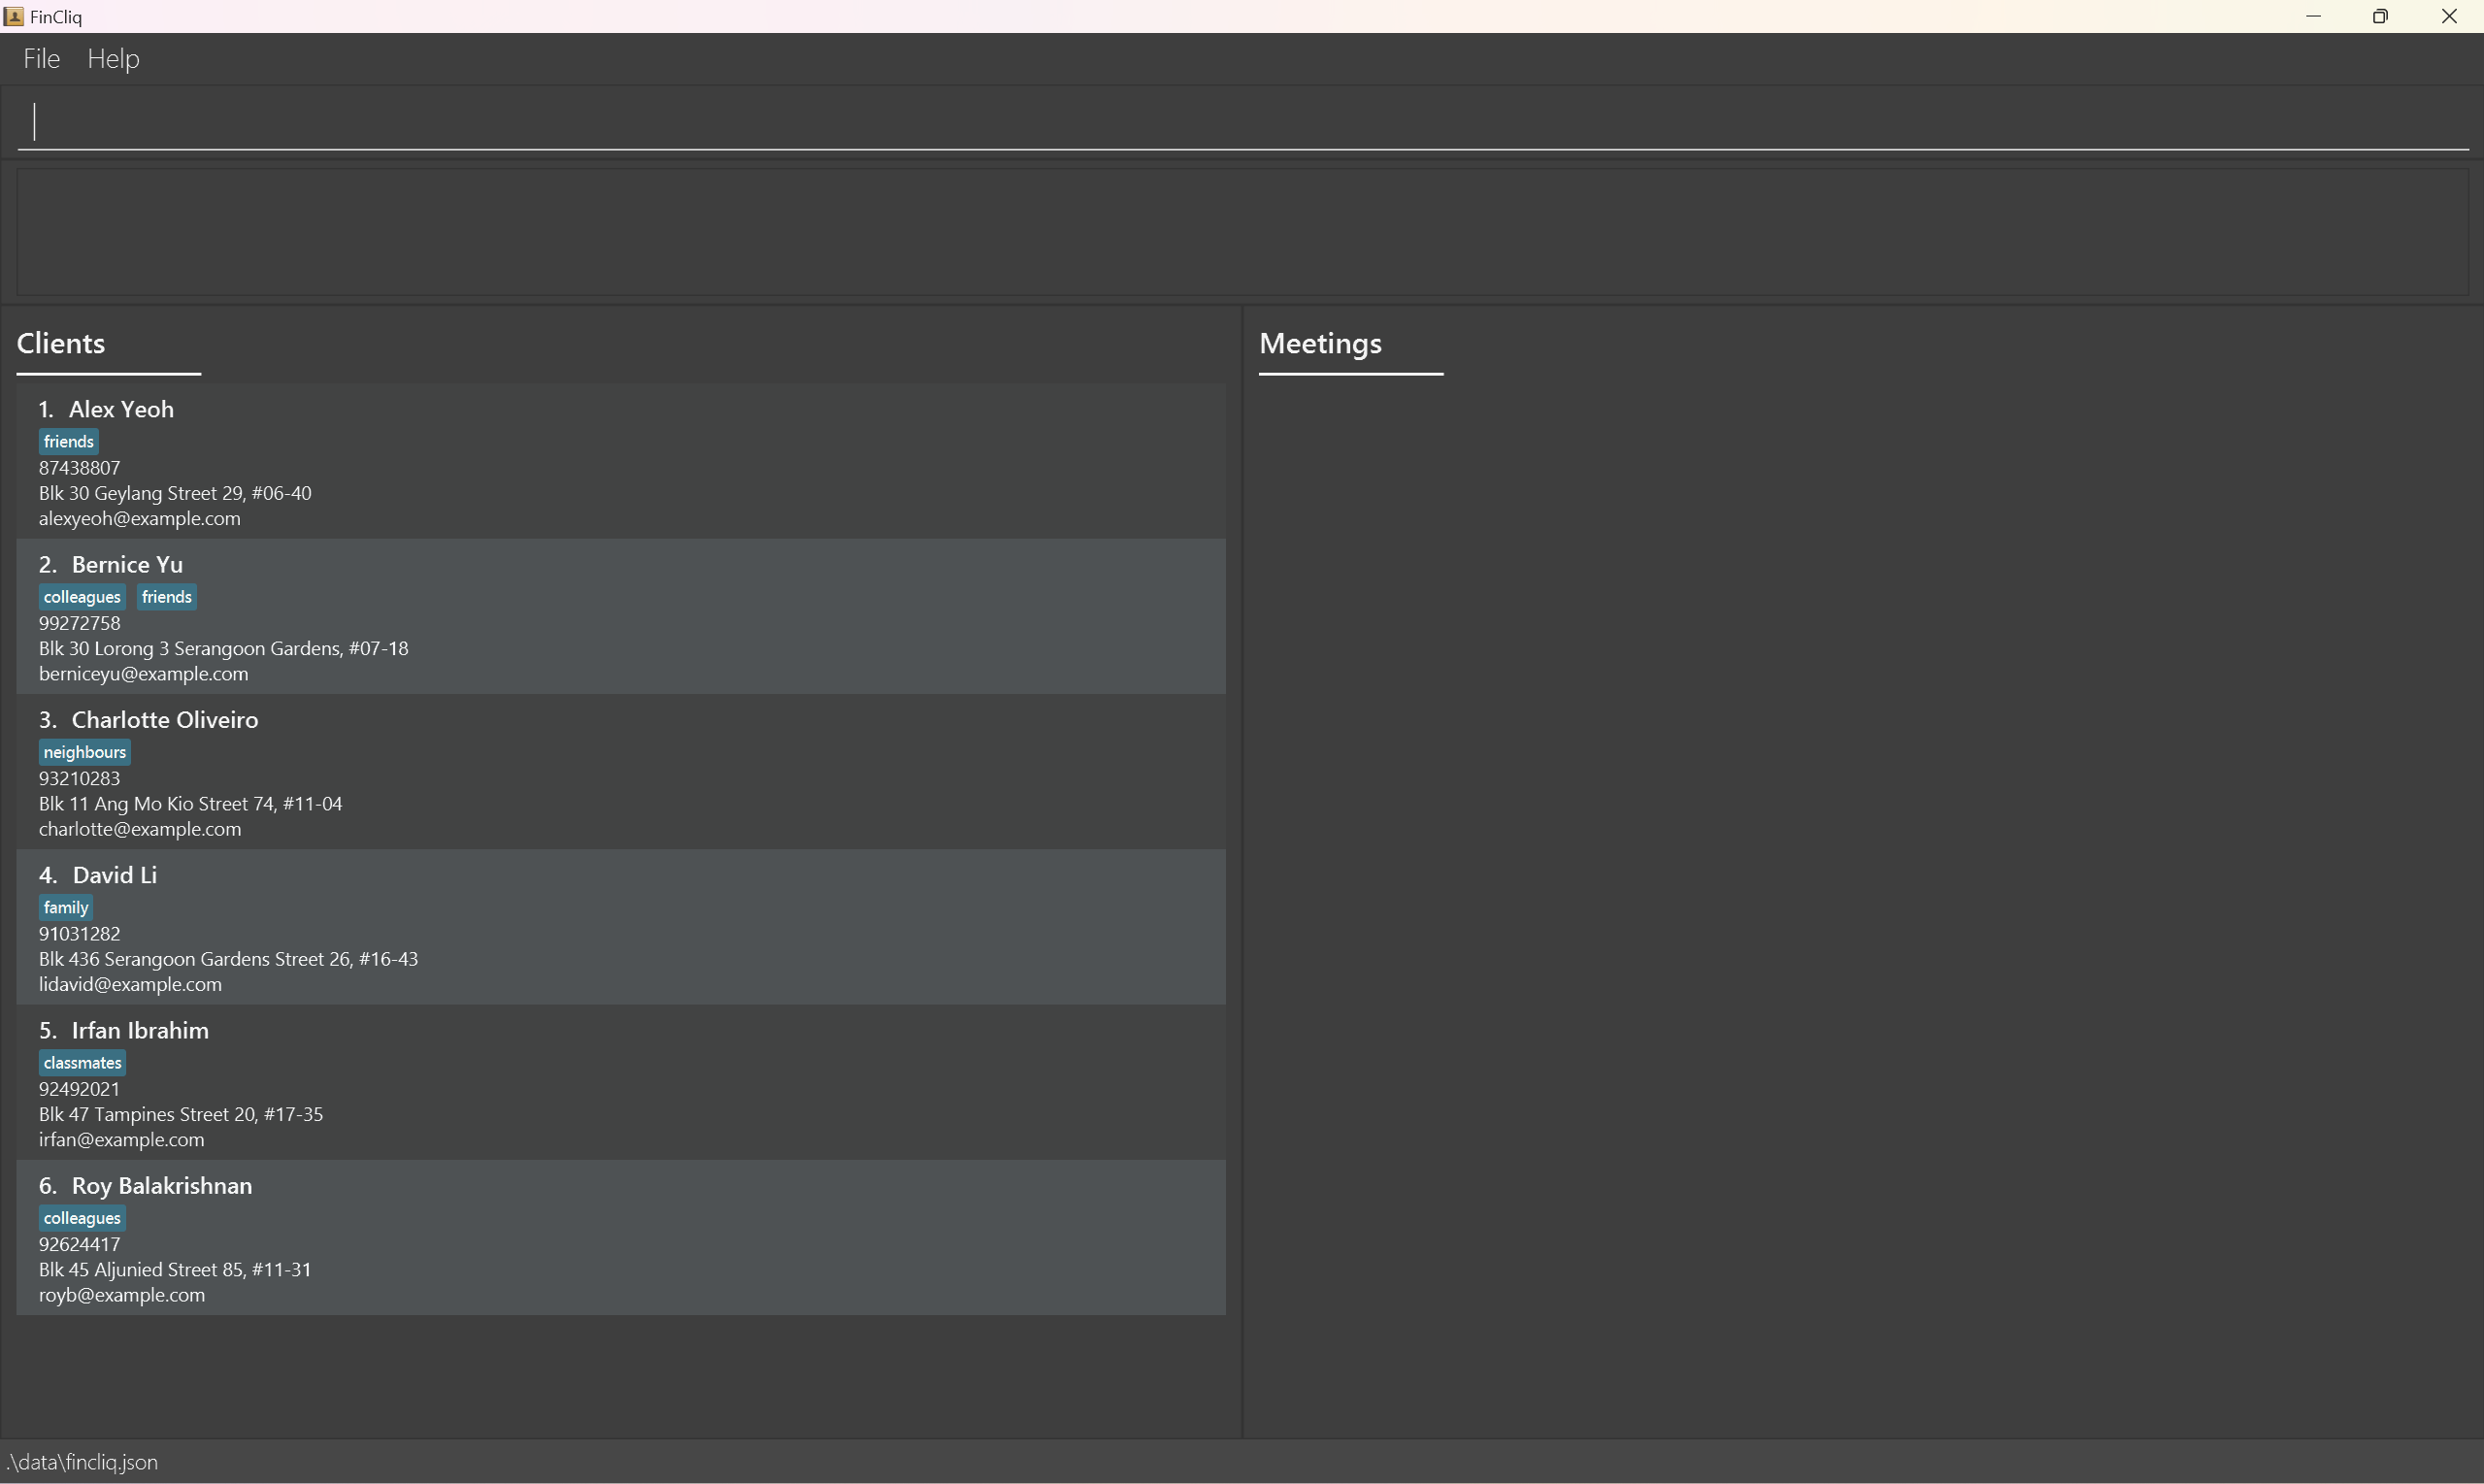 FinCliq
File Help
Clients
1. Alex Yeoh
friends
87438807
Blk 30 Geylang Street 29, #06-40
alexyeoh@example.com
2. Bernice Yu
colleagues friends
99272758
Blk 30 Lorong 3 Serangoon Gardens, #07-18
berniceyu@example.com
3. Charlotte Oliveiro
neighbours
93210283
Blk 11 Ang Mo Kio Street 74, #11-04
charlotte@example.com
4. David Li
family
91031282
Blk 436 Serangoon Gardens Street 26, #16-43
lidavid@example.com
5. Irfan Ibrahim
classmates
92492021
Blk 47 Tampines Street 20, #17-35
irfan@example.com
6. Roy Balakrishnan
colleagues
92624417
Blk 45 Aljunied Street 85, #11-31
royb@example.com
Meetings
.\data\fincliq.json